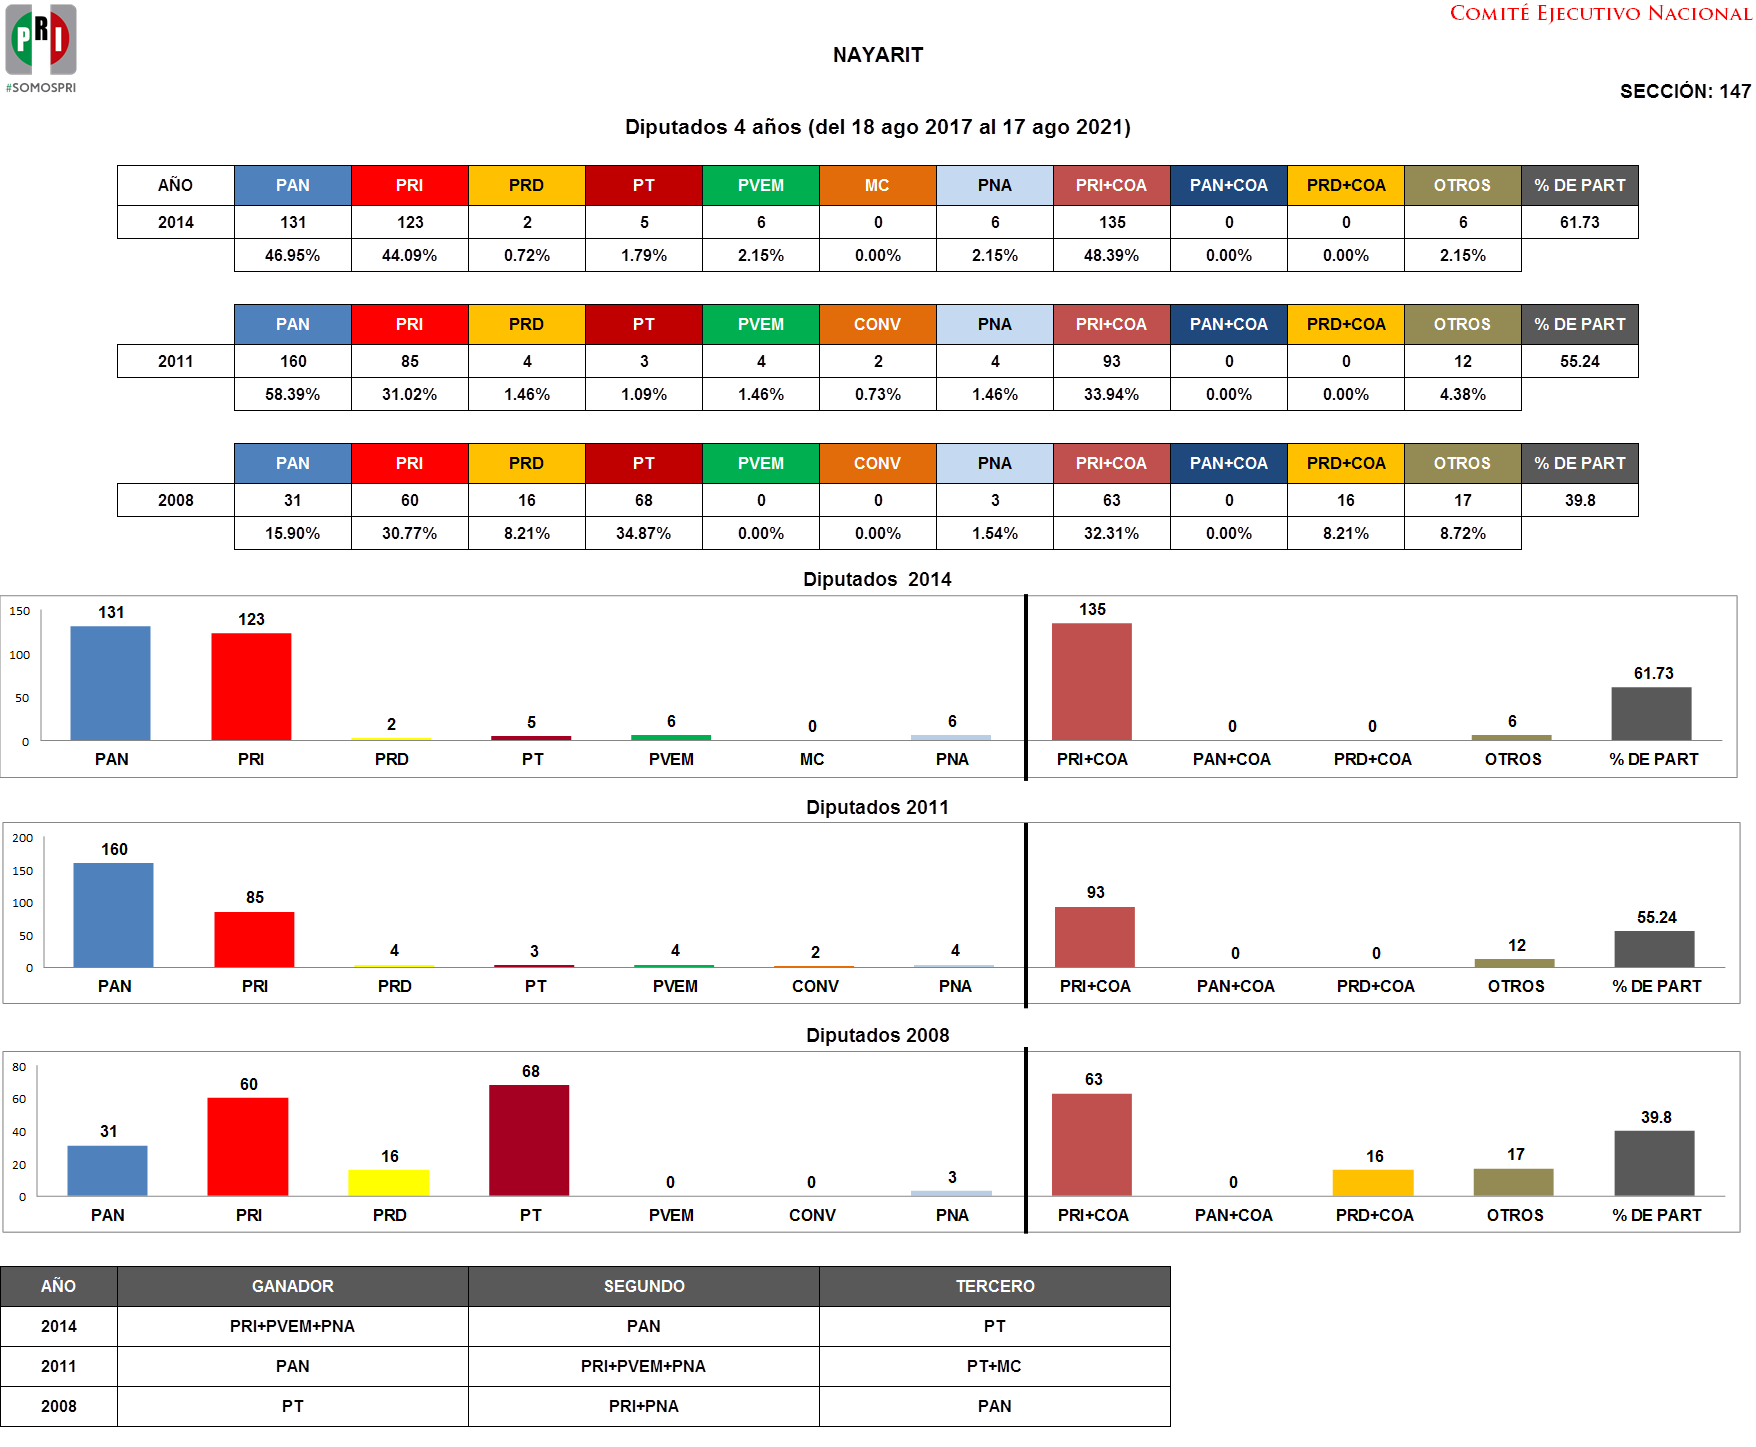 PRI
#SOMOSPRI
COMITÉ EJECUTIVO NACIONAL
NAYARIT
SECCIÓN: 147
Diputados 4 años (del 18 ago 2017 al 17 ago 2021)
AÑO PAN PRI PRD PT PVEM MC PNA PRI+COA PAN+COA PRD+COA OTROS % DE PART
2014 131 123 2 5 6 0 6 135 0 0 6 61.73
46.95% 44.09% 0.72% 1.79% 2.15% 0.00% 2.15% 48.39% 0.00% 0.00% 2.15%
PAN PRI PRD PT PVEM CONV PNA PRI+COA PAN+COA PRD+COA OTROS % DE PART
2011 160 85 4 3 4 2 4 93 0 0 12 55.24
58.39% 31.02% 1.46% 1.09% 1.46% 0.73% 1.46% 33.94% 0.00% 0.00% 4.38%
PAN PRI PRD PT PVEM CONV PNA PRI+COA PAN+COA PRD+COA OTROS % DE PART
2008 31 60 16 68 0 0 3 63 0 16 17 39.8
15.90% 30.77% 8.21% 34.87% 0.00% 0.00% 1.54% 32.31% 0.00% 8.21% 8.72%
Diputados 2014
150
100
50
0
131 123 2 5 6 0 6 135 0 0 6 61.73
PAN PRI PRD PT PVEM MC PNA PRI+COA PAN+COA PRD+COA OTROS % DE PART
Diputados 2011
200
150
100
50
0
160 85 4 3 4 2 4 93 0 0 12 55.24
PAN PRI PRD PT PVEM CONV PNA PRI+COA PAN+COA PRD+COA OTROS % DE PART
Diputados 2008
80
60
40
20
0
31 60 16 68 0 0 3 63 0 16 17 39.8
PAN PRI PRD PT PVEM CONV PNA PRI+COA PAN+COA PRD+COA OTROS % DE PART
AÑO GANADOR SEGUNDO TERCERO
2014 PRI+PVEM+PNA PAN PT
2011 PAN PRI+PVEM+PNA PT+MC
2008 PT PRI+PNA PAN